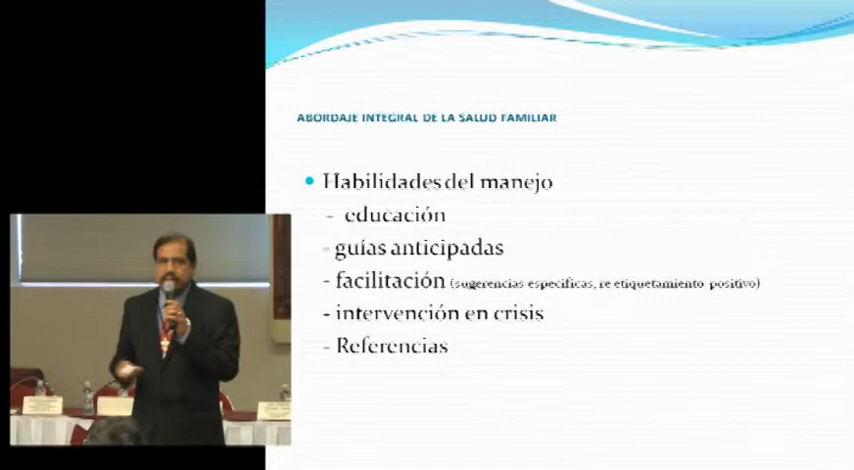 ABORDAJE INTEGRAL DE LA SALUD FAMILIAR
• Habilidades del manejo
- educación
- guías anticipadas
- facilitación (sugerencias especificas, re etiquetamiento positivo)
- intervención en crisis
- Referencias